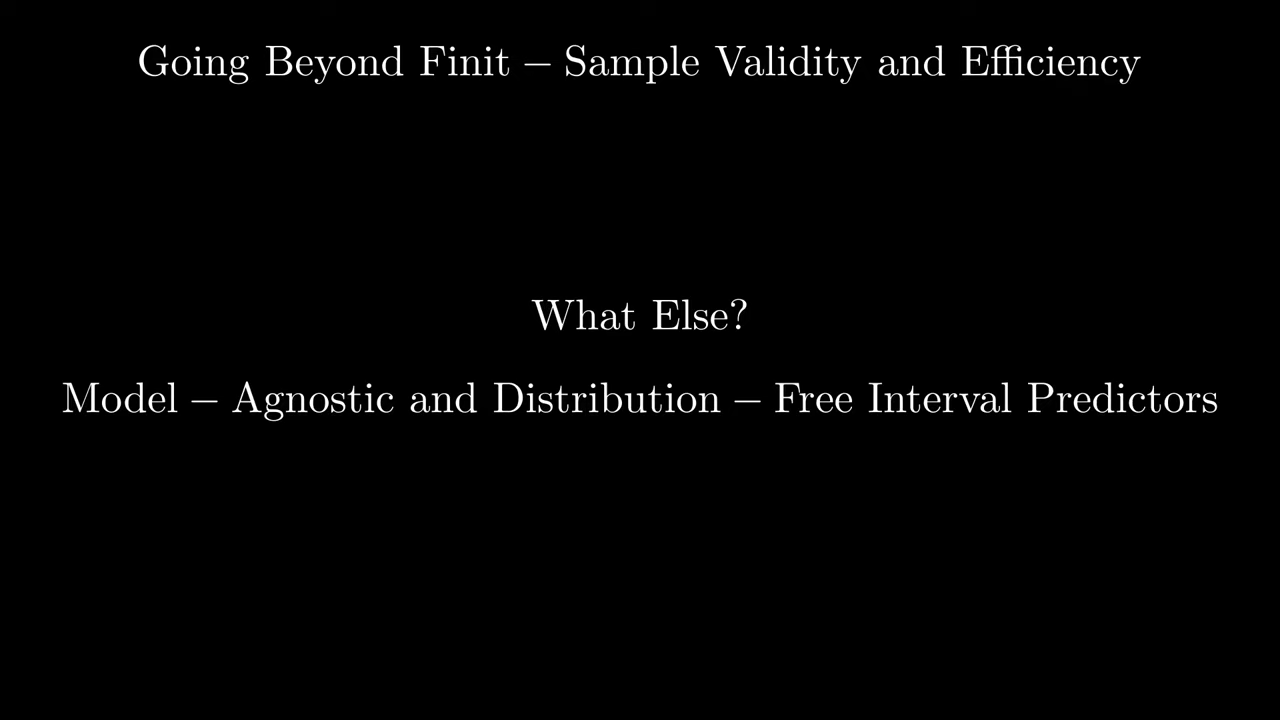 Going Beyond Finit – Sample Validity and Efficiency
What Else?
Model – Agnostic and Distribution – Free Interval Predictors